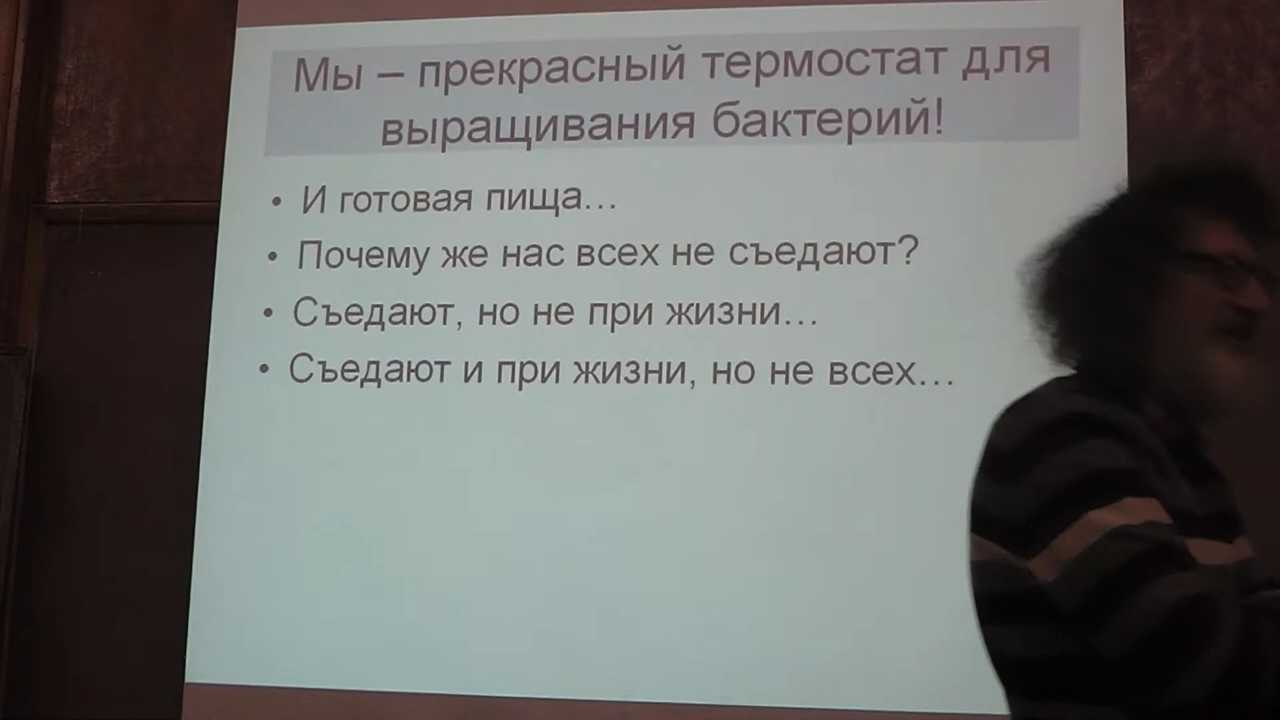 Мы – прекрасный термостат для
выращивания бактерий!
• И готовая пища…
• Почему же нас всех не съедают?
• Съедают, но не при жизни…
• Съедают и при жизни, но не всех…